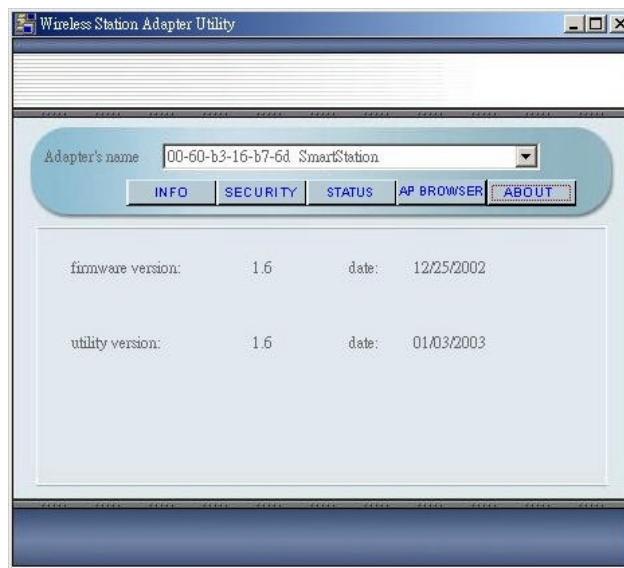 Wireless Station Adapter Utility
Adapter's name 00-60-b3-16-b7-6d SmartStation
INFO SECURITY STATUS AP BROWSER ABOUT
firmware version: 1.6 date: 12/25/2002
utility version: 1.6 date: 01/03/2003